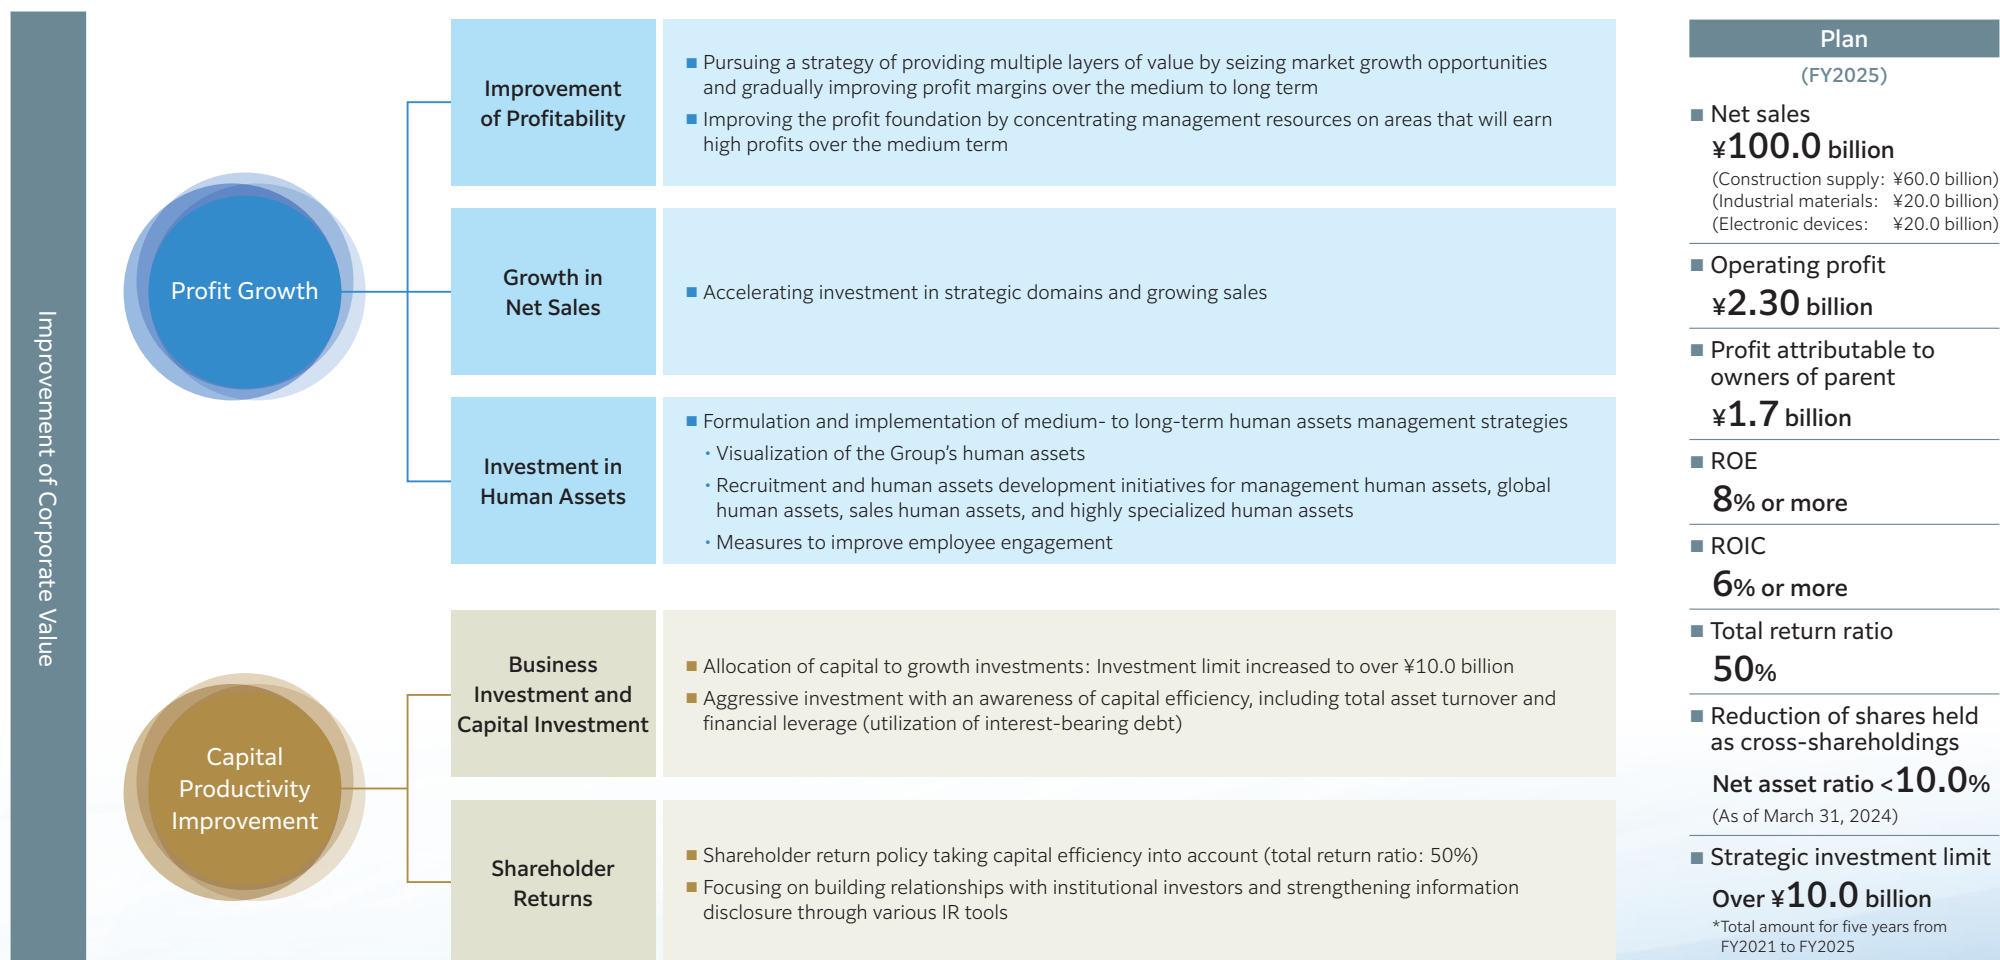 Improvement of Corporate Value
Profit Growth
Improvement
of Profitability
■ Pursuing a strategy of providing multiple layers of value by seizing market growth opportunities
and gradually improving profit margins over the medium to long term
■ Improving the profit foundation by concentrating management resources on areas that will earn
high profits over the medium term
Growth in
Net Sales
■ Accelerating investment in strategic domains and growing sales
Investment in
Human Assets
■ Formulation and implementation of medium- to long-term human assets management strategies
・Visualization of the Group's human assets
・Recruitment and human assets development initiatives for management human assets, global
human assets, sales human assets, and highly specialized human assets
・Measures to improve employee engagement
Capital
Productivity
Improvement
Business
Investment and
Capital Investment
■ Allocation of capital to growth investments: Investment limit increased to over ¥10.0 billion
■ Aggressive investment with an awareness of capital efficiency, including total asset turnover and
financial leverage (utilization of interest-bearing debt)
Shareholder
Returns
■ Shareholder return policy taking capital efficiency into account (total return ratio: 50%)
■ Focusing on building relationships with institutional investors and strengthening information
disclosure through various IR tools
Plan
(FY2025)
■ Net sales
¥100.0 billion
(Construction supply: ¥60.0 billion)
(Industrial materials: ¥20.0 billion)
(Electronic devices: ¥20.0 billion)
■ Operating profit
¥2.30 billion
■ Profit attributable to
owners of parent
¥1.7 billion
■ ROE
8% or more
■ ROIC
6% or more
■ Total return ratio
50%
■ Reduction of shares held
as cross-shareholdings
Net asset ratio <10.0%
(As of March 31, 2024)
■ Strategic investment limit
Over ¥10.0 billion
*Total amount for five years from
FY2021 to FY2025